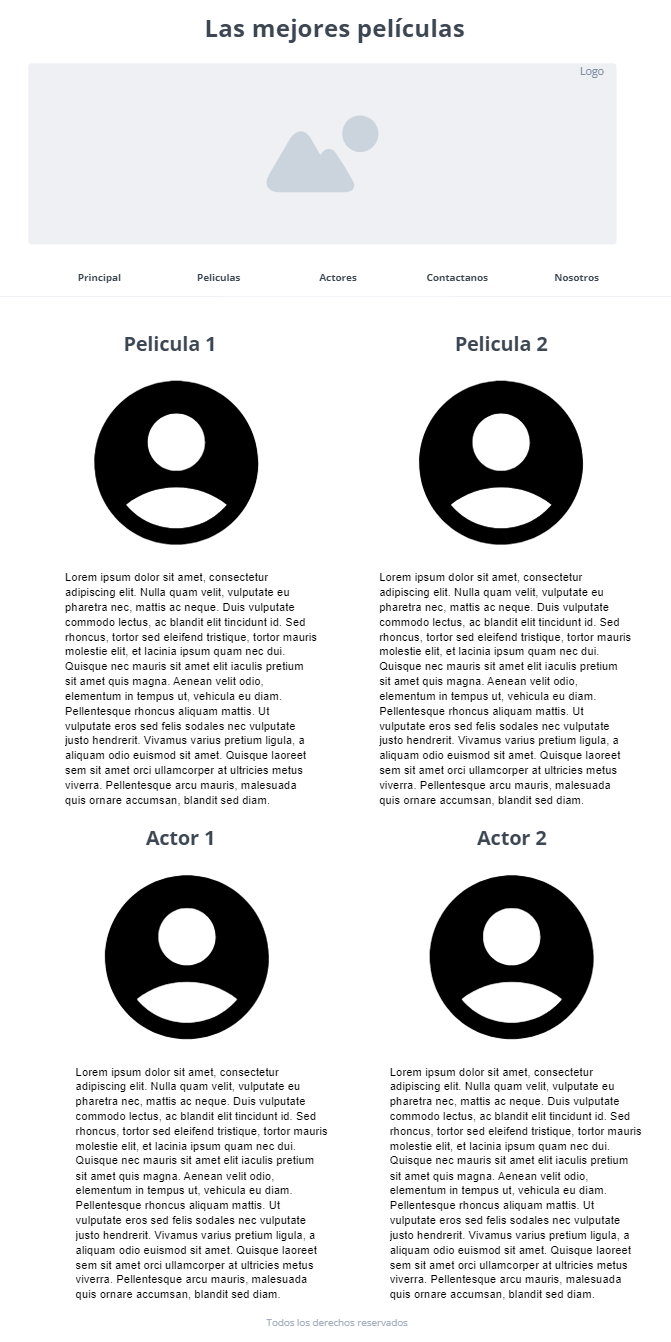 Las mejores películas
Logo
Principal
Peliculas
Actores
Contactanos
Nosotros
Pelicula 1
Lorem ipsum dolor sit amet, consectetur
adipiscing elit. Nulla quam velit, vulputate eu
pharetra nec, mattis ac neque. Duis vulputate
commodo lectus, ac blandit elit tincidunt id. Sed
rhoncus, tortor sed eleifend tristique, tortor mauris
molestie elit, et lacinia ipsum quam nec dui.
Quisque nec mauris sit amet elit iaculis pretium
sit amet quis magna. Aenean velit odio,
elementum in tempus ut, vehicula eu diam.
Pellentesque rhoncus aliquam mattis. Ut
vulputate eros sed felis sodales nec vulputate
justo hendrerit. Vivamus varius pretium ligula, a
aliquam odio euismod sit amet. Quisque laoreet
sem sit amet orci ullamcorper at ultricies metus
viverra. Pellentesque arcu mauris, malesuada
quis ornare accumsan, blandit sed diam.
Pelicula 2
Lorem ipsum dolor sit amet, consectetur
adipiscing elit. Nulla quam velit, vulputate eu
pharetra nec, mattis ac neque. Duis vulputate
commodo lectus, ac blandit elit tincidunt id. Sed
rhoncus, tortor sed eleifend tristique, tortor mauris
molestie elit, et lacinia ipsum quam nec dui.
Quisque nec mauris sit amet elit iaculis pretium
sit amet quis magna. Aenean velit odio,
elementum in tempus ut, vehicula eu diam.
Pellentesque rhoncus aliquam mattis. Ut
vulputate eros sed felis sodales nec vulputate
justo hendrerit. Vivamus varius pretium ligula, a
aliquam odio euismod sit amet. Quisque laoreet
sem sit amet orci ullamcorper at ultricies metus
viverra. Pellentesque arcu mauris, malesuada
quis ornare accumsan, blandit sed diam.
Actor 1
Lorem ipsum dolor sit amet, consectetur
adipiscing elit. Nulla quam velit, vulputate eu
pharetra nec, mattis ac neque. Duis vulputate
commodo lectus, ac blandit elit tincidunt id. Sed
rhoncus, tortor sed eleifend tristique, tortor mauris
molestie elit, et lacinia ipsum quam nec dui.
Quisque nec mauris sit amet elit iaculis pretium
sit amet quis magna. Aenean velit odio,
elementum in tempus ut, vehicula eu diam.
Pellentesque rhoncus aliquam mattis. Ut
vulputate eros sed felis sodales nec vulputate
justo hendrerit. Vivamus varius pretium ligula, a
aliquam odio euismod sit amet. Quisque laoreet
sem sit amet orci ullamcorper at ultricies metus
viverra. Pellentesque arcu mauris, malesuada
quis ornare accumsan, blandit sed diam.
Actor 2
Lorem ipsum dolor sit amet, consectetur
adipiscing elit. Nulla quam velit, vulputate eu
pharetra nec, mattis ac neque. Duis vulputate
commodo lectus, ac blandit elit tincidunt id. Sed
rhoncus, tortor sed eleifend tristique, tortor mauris
molestie elit, et lacinia ipsum quam nec dui.
Quisque nec mauris sit amet elit iaculis pretium
sit amet quis magna. Aenean velit odio,
elementum in tempus ut, vehicula eu diam.
Pellentesque rhoncus aliquam mattis. Ut
vulputate eros sed felis sodales nec vulputate
justo hendrerit. Vivamus varius pretium ligula, a
aliquam odio euismod sit amet. Quisque laoreet
sem sit amet orci ullamcorper at ultricies metus
viverra. Pellentesque arcu mauris, malesuada
quis ornare accumsan, blandit sed diam.
Todos los derechos reservados